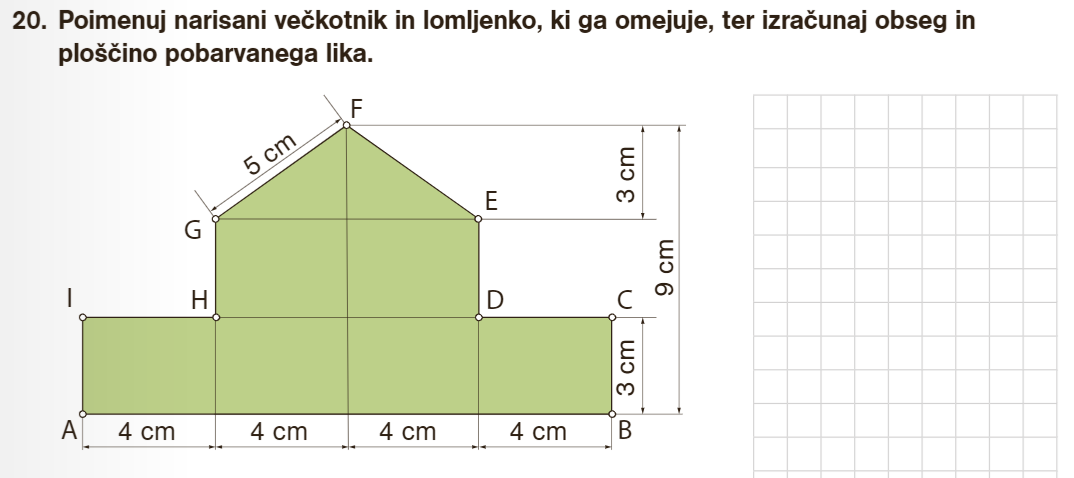 20. Poimenuj narisani večkotnik in lomljenko, ki ga omejuje, ter izračunaj obseg in
ploščino pobarvanega lika.
F
5 cm
3 cm
E
G
9 cm
I
H
D
C
3 cm
A
4 cm
4 cm
4 cm
4 cm
B